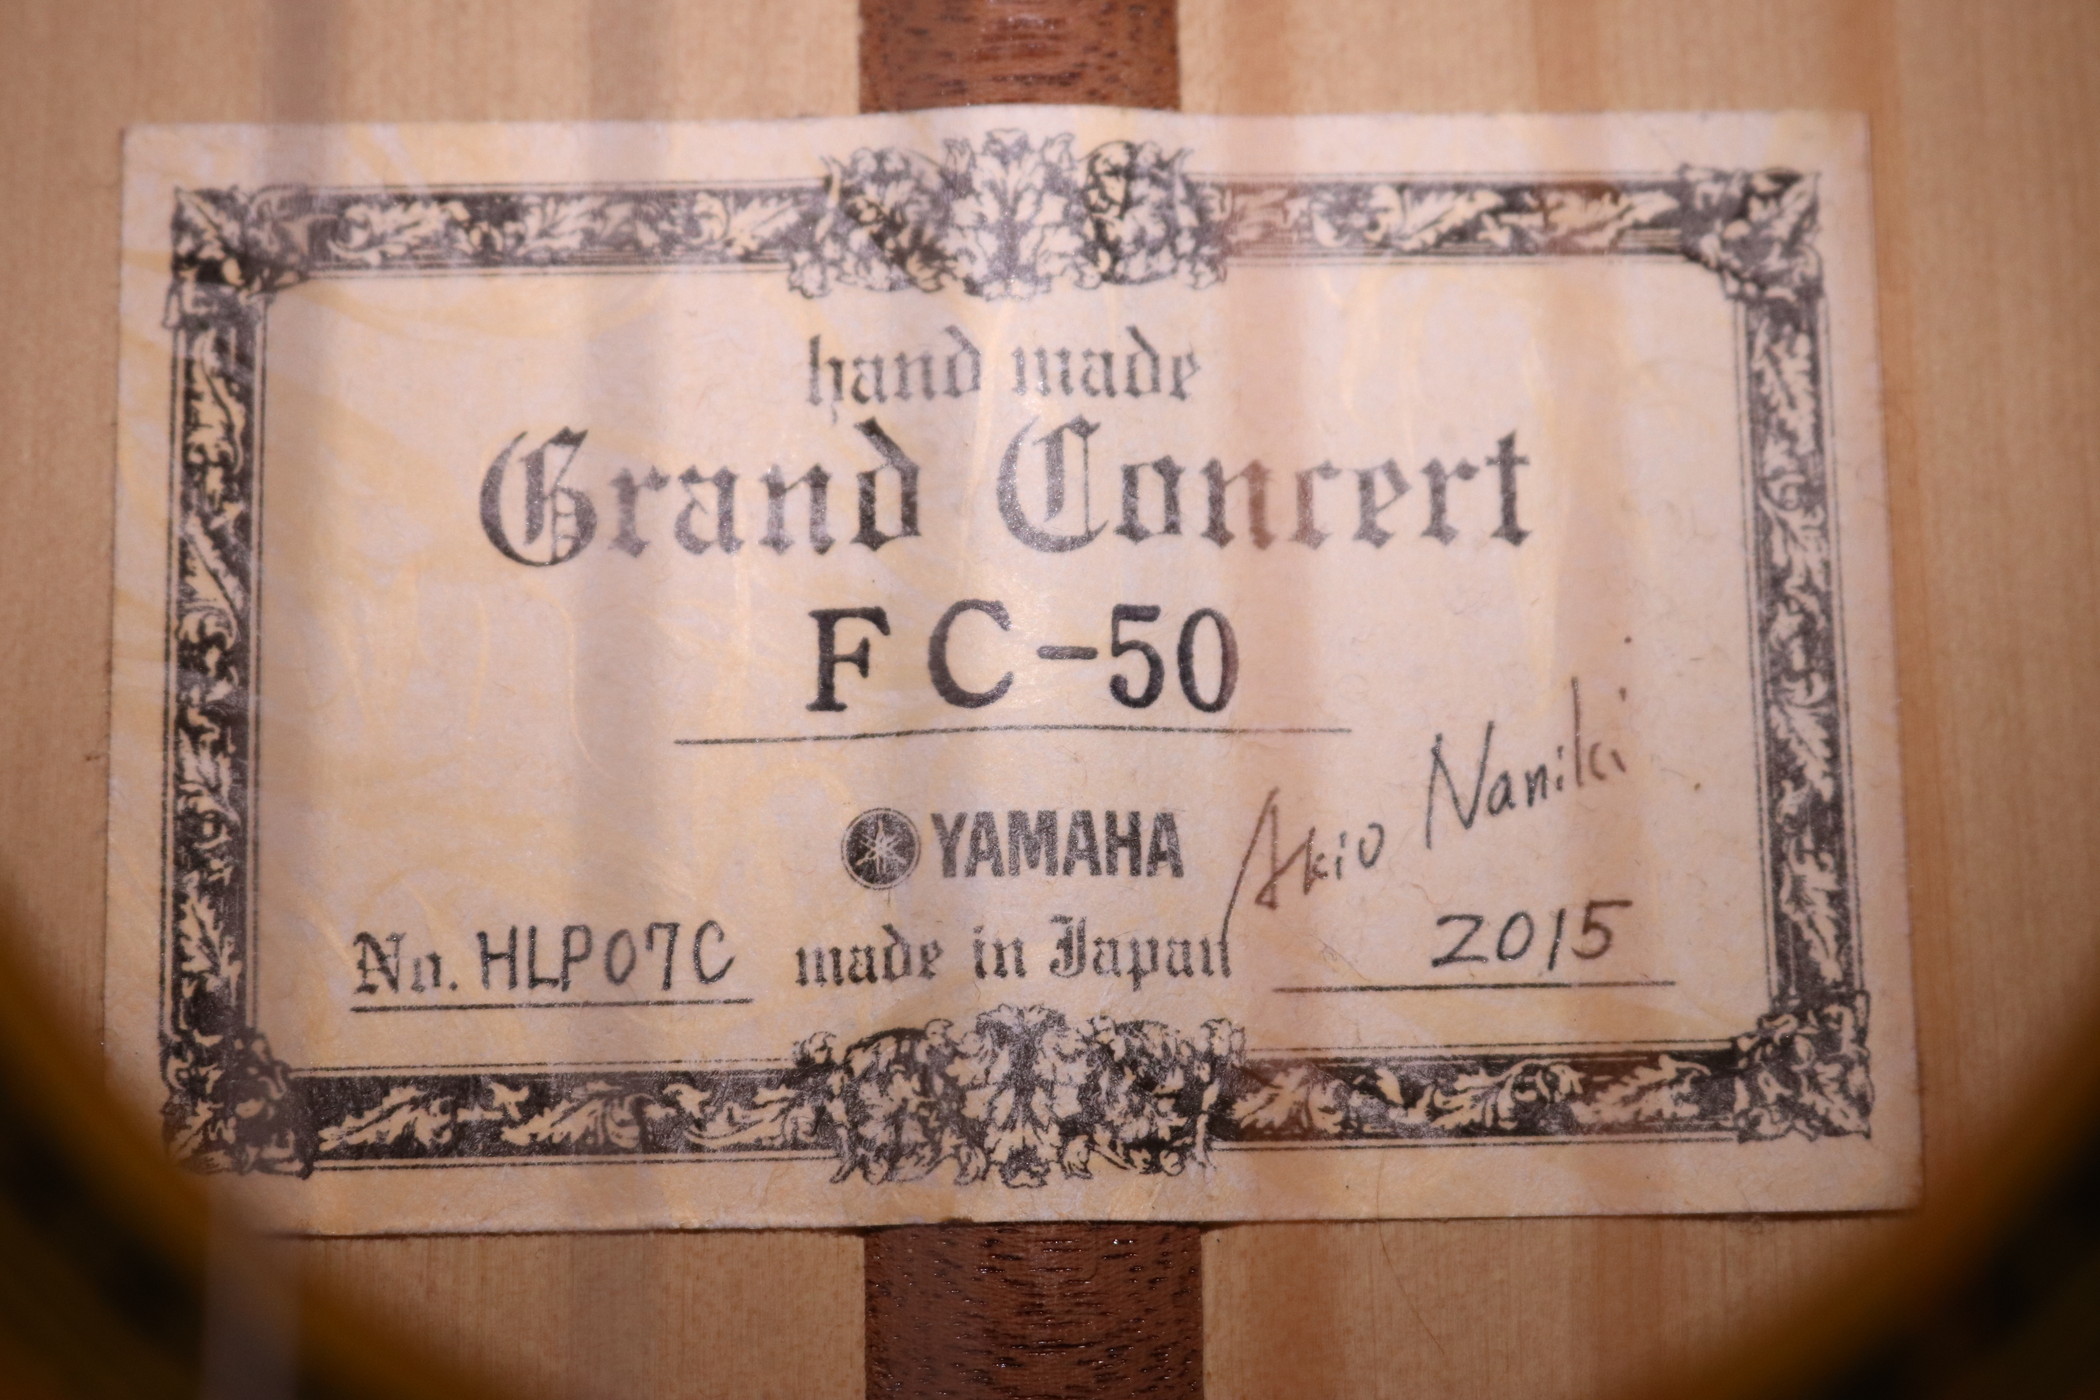 hand made
Grand Concert
FC-50
YAMAHA
Akio Naniki
No. HLP07C made in Japan 2015